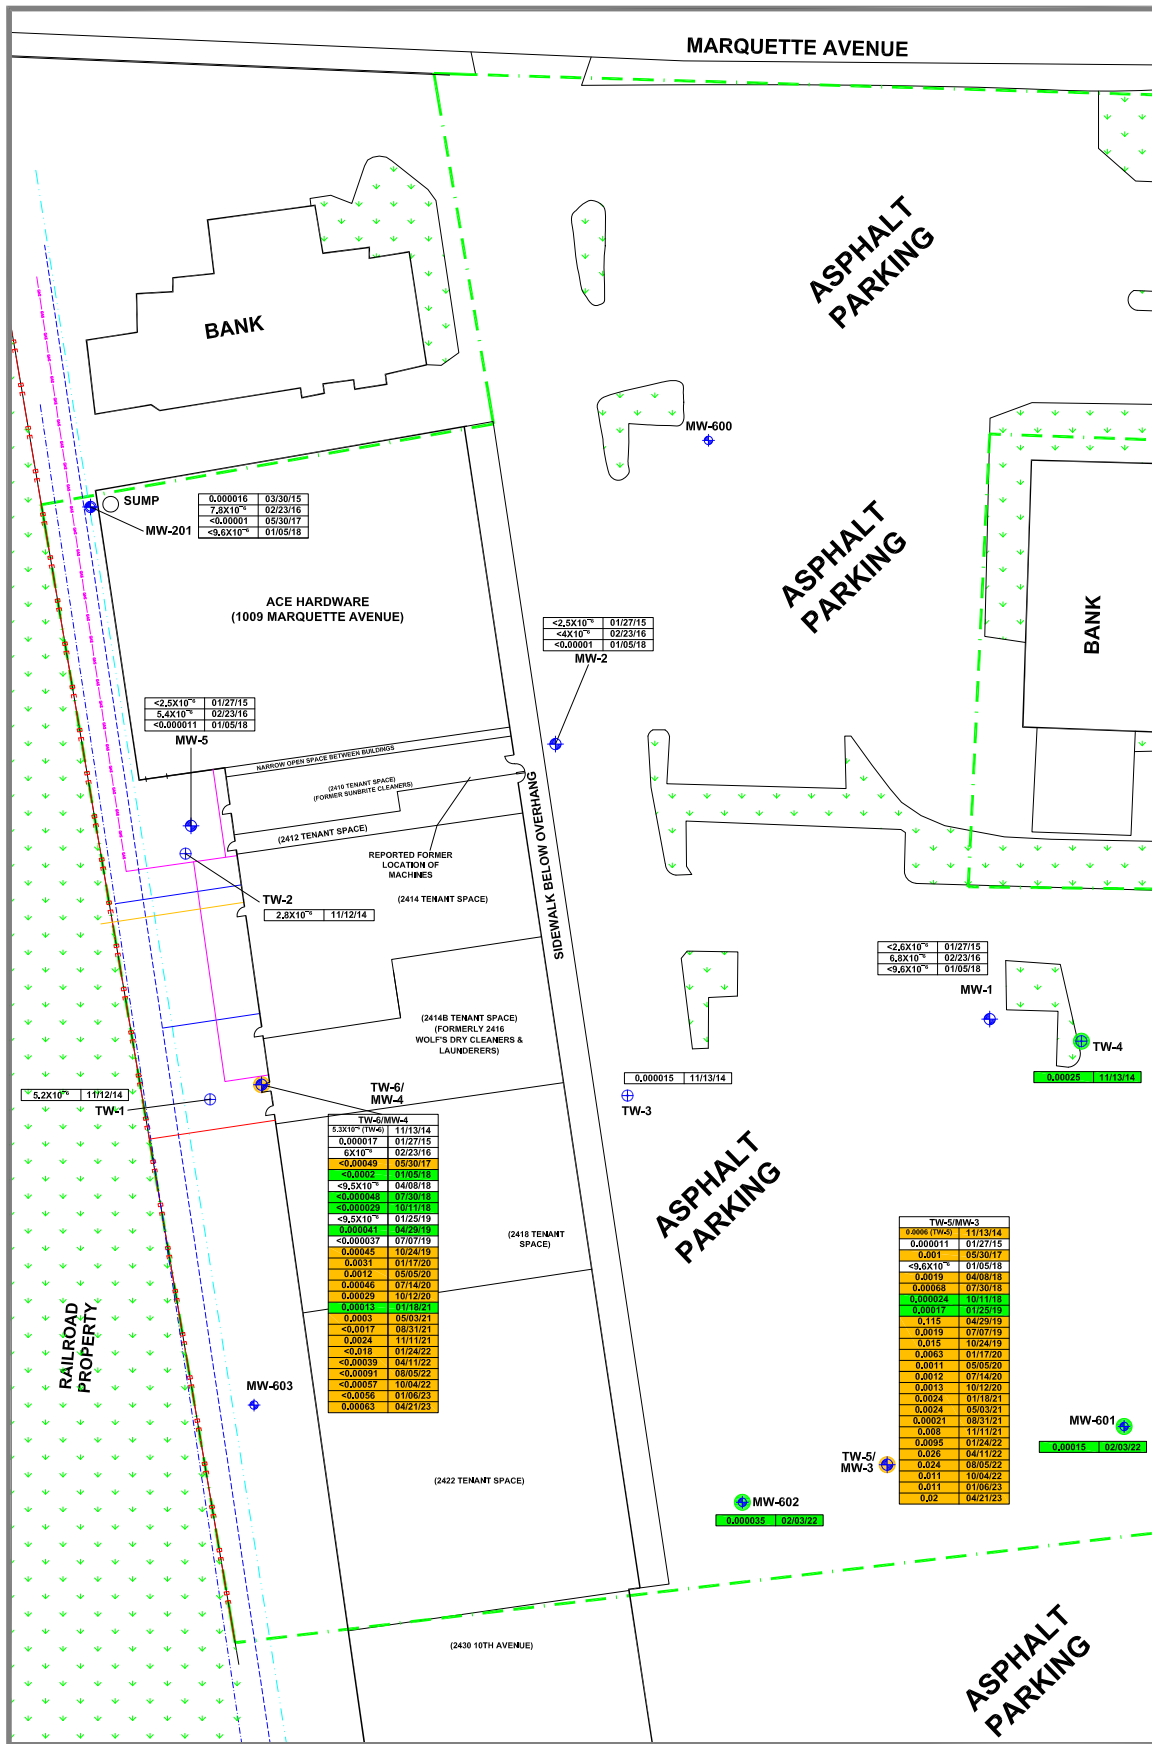 MARQUETTE AVENUE
ASPHALT
PARKING
BANK
MW-600
SUMP
MW-201
0.000016 03/30/15
7.8X10⁻⁶ 02/23/16
<0.00001 05/30/17
<9.6X10⁻⁶ 01/05/18
ASPHALT
PARKING
ACE HARDWARE
(1009 MARQUETTE AVENUE)
BANK
<2.5X10⁻⁶ 01/27/15
<4X10⁻⁶ 02/23/16
<0.00001 01/05/18
MW-2
<2.5X10⁻⁶ 01/27/15
5.4X10⁻⁶ 02/23/16
<0.000011 01/05/18
MW-5
NARROW OPEN SPACE BETWEEN BUILDINGS
(2410 TENANT SPACE)
(FORMER SUNBRITE CLEANERS)
(2412 TENANT SPACE)
REPORTED FORMER
LOCATION OF
MACHINES
SIDEWALK BELOW OVERHANG
TW-2
2.8X10⁻⁶ 11/12/14
(2414 TENANT SPACE)
<2.6X10⁻⁶ 01/27/15
6.8X10⁻⁶ 02/23/16
<9.6X10⁻⁶ 01/05/18
MW-1
(2414B TENANT SPACE)
(FORMERLY 2416
WOLF'S DRY CLEANERS &
LAUNDERERS)
TW-4
0.00025 11/13/14
0.000015 11/13/14
TW-3
5.2X10⁻⁶ 11/12/14
TW-1
TW-6/
MW-4
TW-6/MW-4
5.3X10⁻⁶ (TW-6) 11/13/14
0.000017 01/27/15
6X10⁻⁶ 02/23/16
<0.00049 05/30/17
<0.0002 01/05/18
<9.5X10⁻⁶ 04/08/18
<0.000048 07/30/18
<0.000029 10/11/18
<9.5X10⁻⁶ 01/25/19
0.000041 04/29/19
<0.000037 07/07/19
0.00045 10/24/19
0.0031 01/17/20
0.0012 05/05/20
0.00046 07/14/20
0.00029 10/12/20
0.00013 01/18/21
0.0003 05/03/21
<0.0017 08/31/21
0.0024 11/11/21
<0.018 01/24/22
<0.00039 04/11/22
<0.00091 08/05/22
<0.00057 10/04/22
<0.0056 01/06/23
0.00063 04/21/23
ASPHALT
PARKING
(2418 TENANT
SPACE)
TW-5/MW-3
0.0006 (TW-5) 11/13/14
0.000011 01/27/15
0.001 05/30/17
<9.6X10⁻⁶ 01/05/18
0.0019 04/08/18
0.00068 07/30/18
0.000024 10/11/18
0.00017 01/25/19
0.115 04/29/19
0.0019 07/07/19
0.015 10/24/19
0.0063 01/17/20
0.0011 05/05/20
0.0012 07/14/20
0.0013 10/12/20
0.0024 01/18/21
0.0024 05/03/21
0.00021 08/31/21
0.008 11/11/21
0.0095 01/24/22
0.026 04/11/22
0.024 08/05/22
0.011 10/04/22
0.011 01/06/23
0.02 04/21/23
RAILROAD
PROPERTY
MW-603
MW-601
0.00015 02/03/22
TW-5/
MW-3
(2422 TENANT SPACE)
MW-602
0.000035 02/03/22
(2430 10TH AVENUE)
ASPHALT
PARKING